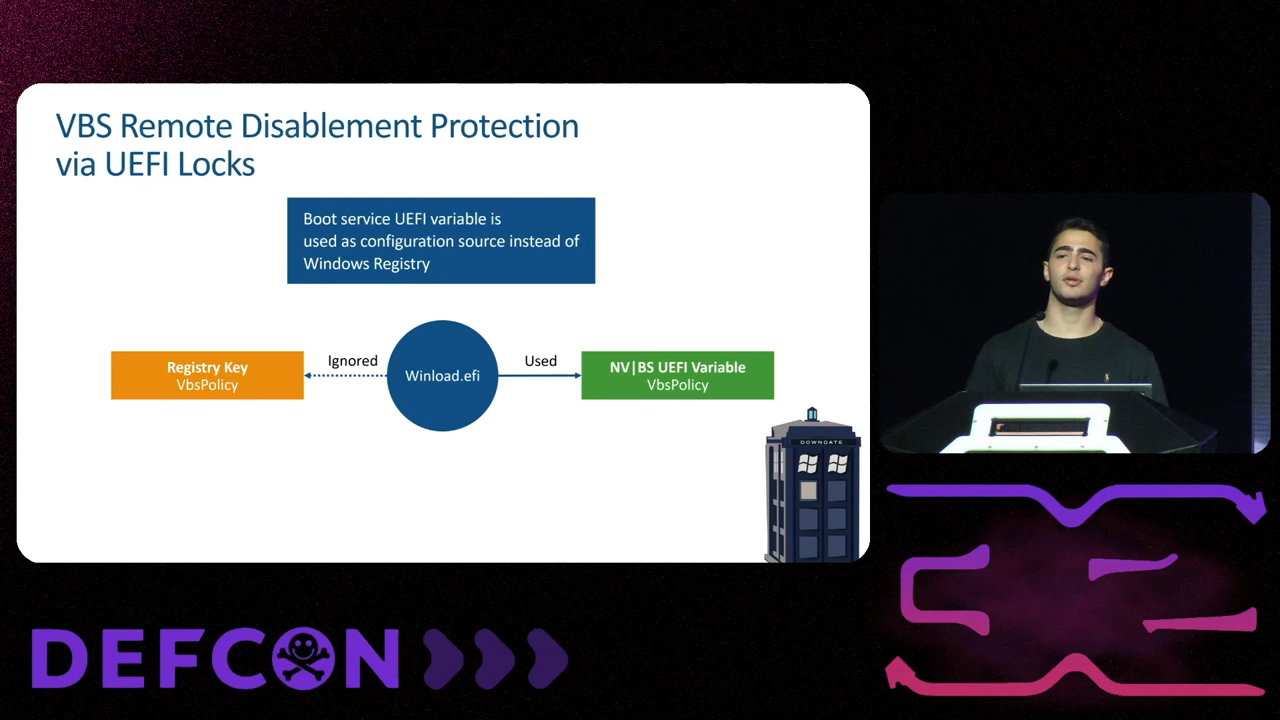 VBS Remote Disablement Protection
via UEFI Locks
Boot service UEFI variable is
used as configuration source instead of
Windows Registry
Registry Key
VbsPolicy
Ignored
Winload.efi
Used
NV|BS UEFI Variable
VbsPolicy
DOWNDATE
DEFCON